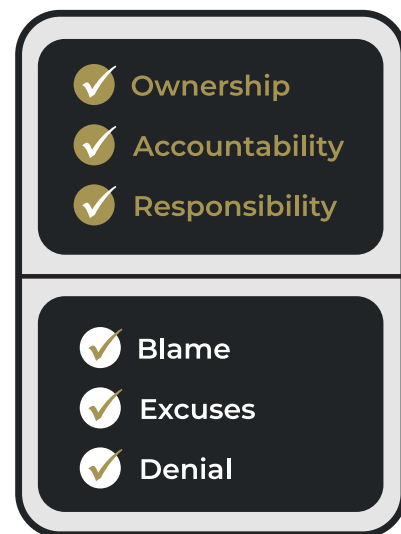 Ownership
Accountability
Responsibility
Blame
Excuses
Denial